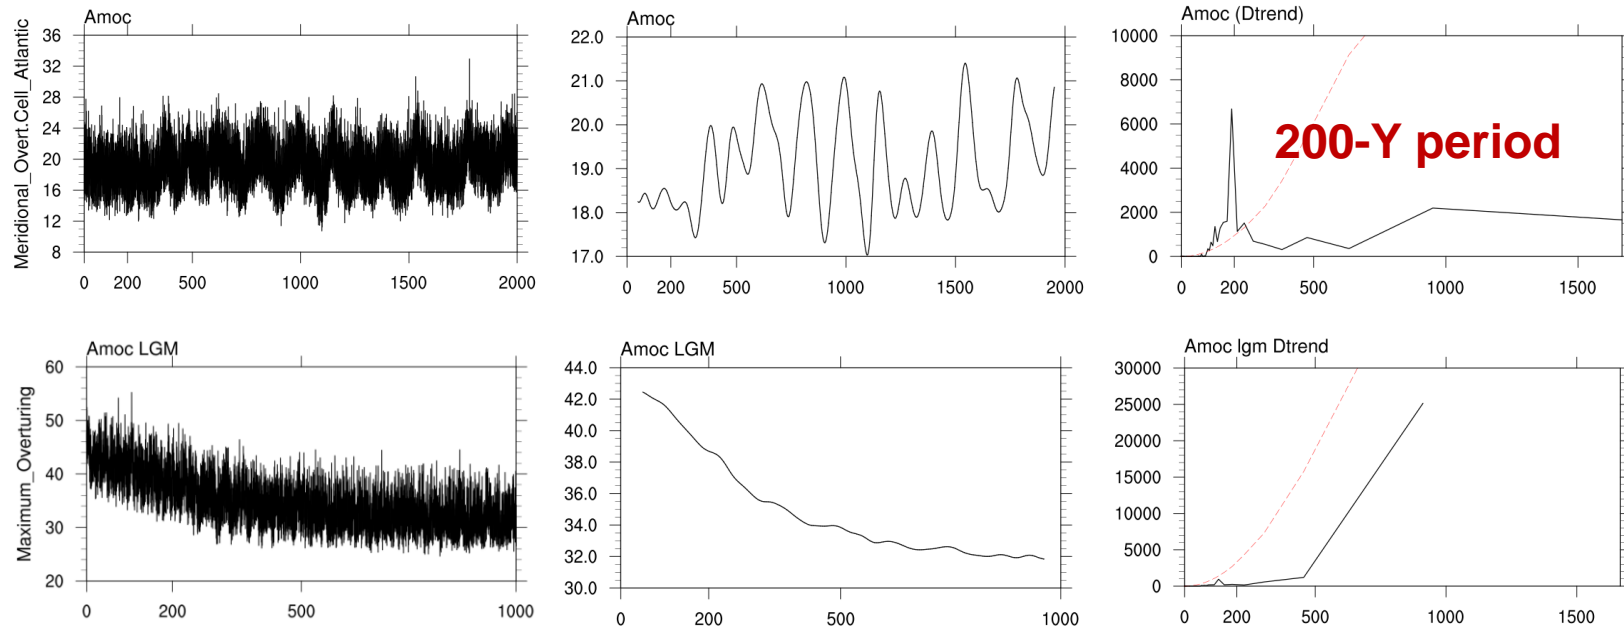 Amoc
Meridional_Overt.Cell_Atlantic
36
32
28
24
20
16
12
8
0 200 500 1000 1500 2000
Amoc
22.0
21.0
20.0
19.0
18.0
17.0
0 200 500 1000 1500 2000
Amoc (Dtrend)
10000
8000
6000
4000
2000
0
200-Y period
0 200 500 1000 1500
Amoc LGM
Maximum_Overturing
60
50
40
30
20
0 200 500 1000
Amoc LGM
44.0
42.0
40.0
38.0
36.0
34.0
32.0
30.0
0 200 500 1000
Amoc lgm Dtrend
30000
25000
20000
15000
10000
5000
0
0 200 500 1000 1500